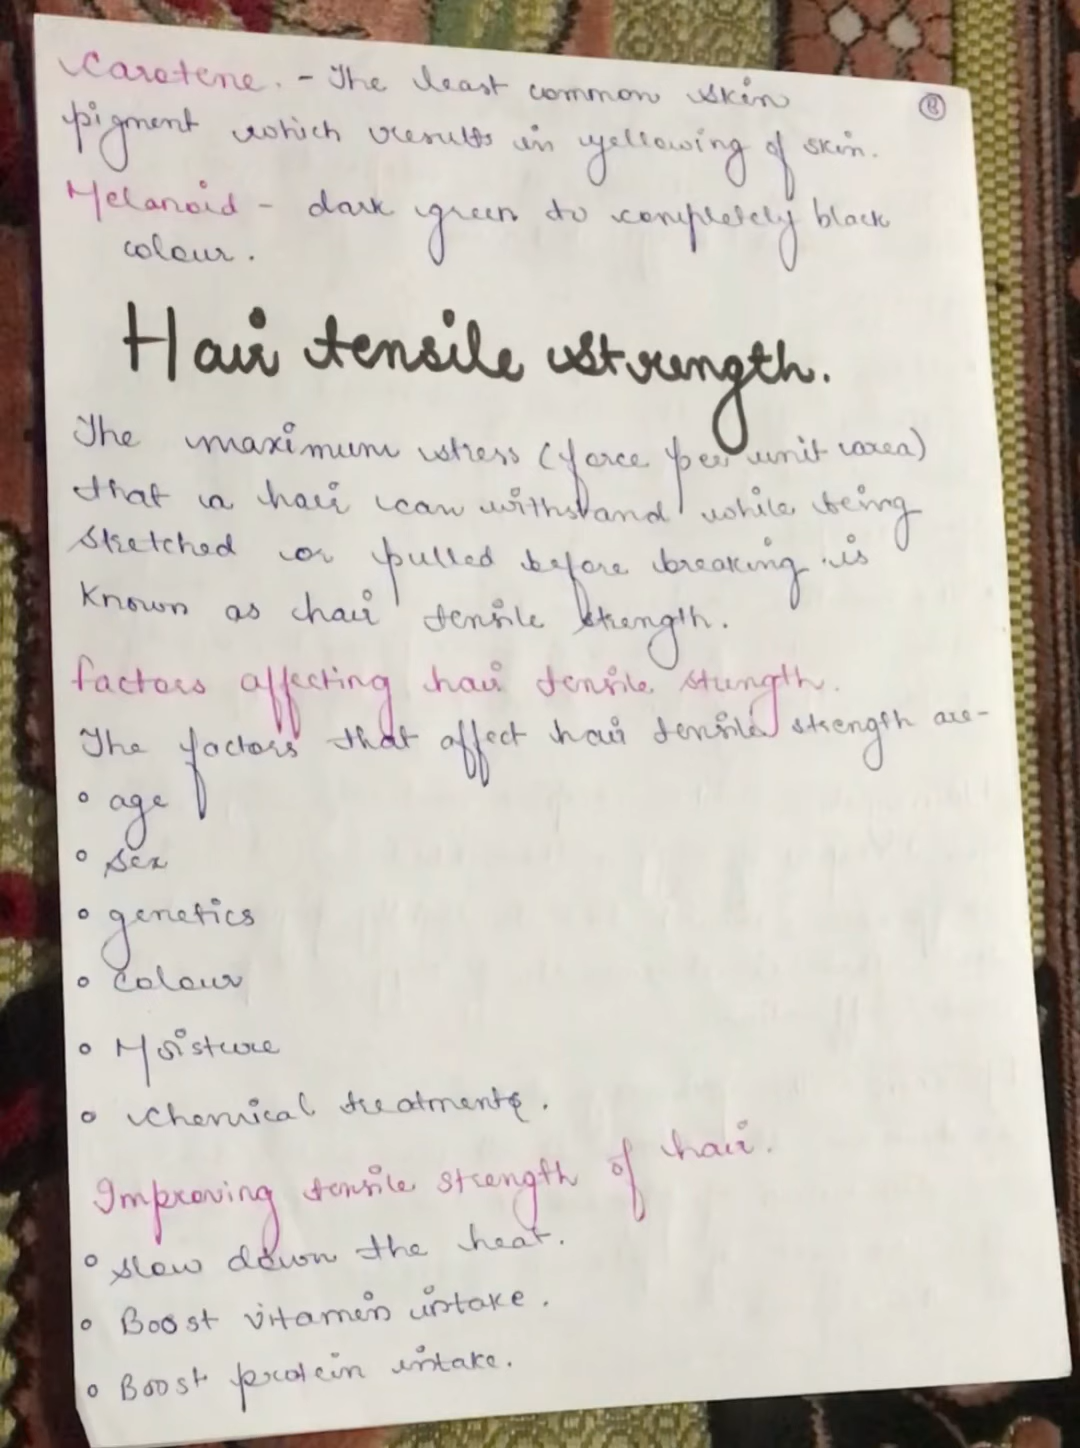 Carotene. - The least common skin
pigment which results in yellowing of skin.
Melanoid - dark green to completely black
colour.
Hair tensile strength.
The maximum stress (force per unit area)
that a hair can withstand while being
stretched or pulled before breaking is
known as hair tensile strength.
factors affecting hair tensile strength.
The factors that affect hair tensile strength are-
• age
• sex
• genetics
• colour
• Moisture
• Chemical treatments.
Improving tensile strength of hair.
• slow down the heat.
• Boost vitamin intake.
• Boost protein intake.